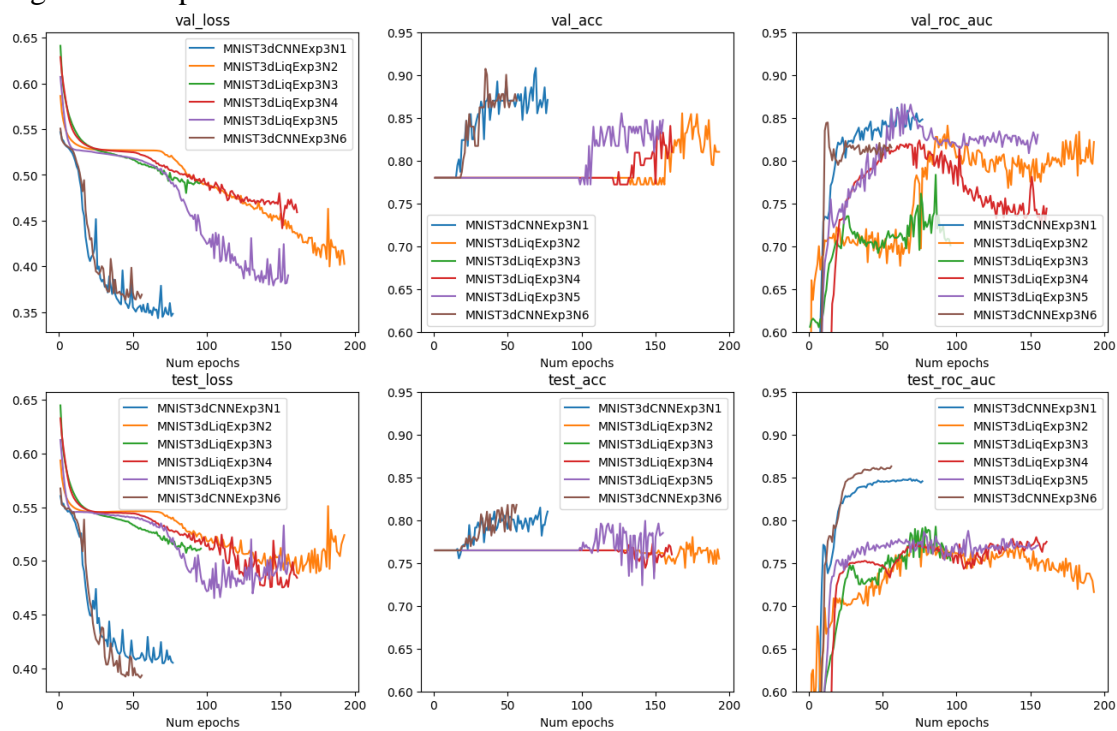 val_loss
0.65
0.60
0.55
0.50
0.45
0.40
0.35
MNIST3dCNNExp3N1
MNIST3dLiqExp3N2
MNIST3dLiqExp3N3
MNIST3dLiqExp3N4
MNIST3dLiqExp3N5
MNIST3dCNNExp3N6
0 50 100 150 200
Num epochs
val_acc
0.95
0.90
0.85
0.80
0.75
0.70
0.65
0.60
MNIST3dCNNExp3N1
MNIST3dLiqExp3N2
MNIST3dLiqExp3N3
MNIST3dLiqExp3N4
MNIST3dLiqExp3N5
MNIST3dCNNExp3N6
0 50 100 150 200
Num epochs
val_roc_auc
0.95
0.90
0.85
0.80
0.75
0.70
0.65
0.60
MNIST3dCNNExp3N1
MNIST3dLiqExp3N2
MNIST3dLiqExp3N3
MNIST3dLiqExp3N4
MNIST3dLiqExp3N5
MNIST3dCNNExp3N6
0 50 100 150 200
Num epochs
test_loss
0.65
0.60
0.55
0.50
0.45
0.40
MNIST3dCNNExp3N1
MNIST3dLiqExp3N2
MNIST3dLiqExp3N3
MNIST3dLiqExp3N4
MNIST3dLiqExp3N5
MNIST3dCNNExp3N6
0 50 100 150 200
Num epochs
test_acc
0.95
0.90
0.85
0.80
0.75
0.70
0.65
0.60
MNIST3dCNNExp3N1
MNIST3dLiqExp3N2
MNIST3dLiqExp3N3
MNIST3dLiqExp3N4
MNIST3dLiqExp3N5
MNIST3dCNNExp3N6
0 50 100 150 200
Num epochs
test_roc_auc
0.95
0.90
0.85
0.80
0.75
0.70
0.65
0.60
MNIST3dCNNExp3N1
MNIST3dLiqExp3N2
MNIST3dLiqExp3N3
MNIST3dLiqExp3N4
MNIST3dLiqExp3N5
MNIST3dCNNExp3N6
0 50 100 150 200
Num epochs